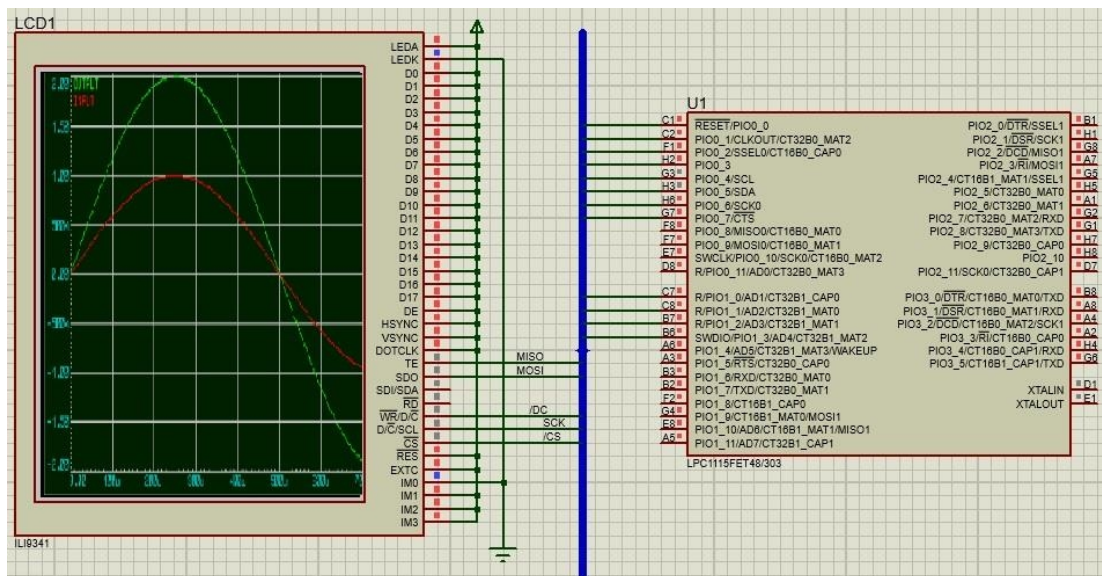 LCD1
OUTPUT
INPUT
1.50
1.00
-1.00
-1.50
LEDA
LEDK
D0
D1
D2
D3
D4
D5
D6
D7
D8
D9
D10
D11
D12
D13
D14
D15
D16
D17
DE
HSYNC
VSYNC
DOTCLK
TE
SDO
SDI/SDA
RD
WR/D/C
D/C/SCL
CS
RES
EXTC
IM0
IM1
IM2
IM3
ILI9341
MISO
MOSI
/DC
SCK
/CS
U1
C1 RESET/PIO0_0
C2 PIO0_1/CLKOUT/CT32B0_MAT2
F1 PIO0_2/SSEL0/CT16B0_CAP0
H2 PIO0_3
G3 PIO0_4/SCL
H3 PIO0_5/SDA
H6 PIO0_6/SCK0
G7 PIO0_7/CTS
F8 PIO0_8/MISO0/CT16B0_MAT0
F7 PIO0_9/MOSI0/CT16B0_MAT1
E7 SWCLK/PIO0_10/SCK0/CT16B0_MAT2
D8 R/PIO0_11/AD0/CT32B0_MAT3
C7 R/PIO1_0/AD1/CT32B1_CAP0
C8 R/PIO1_1/AD2/CT32B1_MAT0
B7 R/PIO1_2/AD3/CT32B1_MAT1
B6 SWDIO/PIO1_3/AD4/CT32B1_MAT2
A6 PIO1_4/AD5/CT32B1_MAT3/WAKEUP
A3 PIO1_5/RTS/CT32B0_CAP0
B3 PIO1_6/RXD/CT32B0_MAT0
B2 PIO1_7/TXD/CT32B0_MAT1
F2 PIO1_8/CT16B1_CAP0
G4 PIO1_9/CT16B1_MAT0/MOSI1
E8 PIO1_10/AD6/CT16B1_MAT1/MISO1
A5 PIO1_11/AD7/CT32B1_CAP1
PIO2_0/DTR/SSEL1 B1
PIO2_1/DSR/SCK1 H1
PIO2_2/DCD/MISO1 G8
PIO2_3/RI/MOSI1 A7
PIO2_4/CT16B1_MAT1/SSEL1 G5
PIO2_5/CT32B0_MAT0 H5
PIO2_6/CT32B0_MAT1 A1
PIO2_7/CT32B0_MAT2/RXD G2
PIO2_8/CT32B0_MAT3/TXD G1
PIO2_9/CT32B0_CAP0 H7
PIO2_10 H8
PIO2_11/SCK0/CT32B0_CAP1 D7
PIO3_0/DTR/CT16B0_MAT0/TXD B8
PIO3_1/DSR/CT16B0_MAT1/RXD A8
PIO3_2/DCD/CT16B0_MAT2/SCK1 A4
PIO3_3/RI/CT16B0_CAP0 A2
PIO3_4/CT16B0_CAP1/RXD H4
PIO3_5/CT16B1_CAP1/TXD G6
XTALIN D1
XTALOUT E1
LPC1115FET48/303